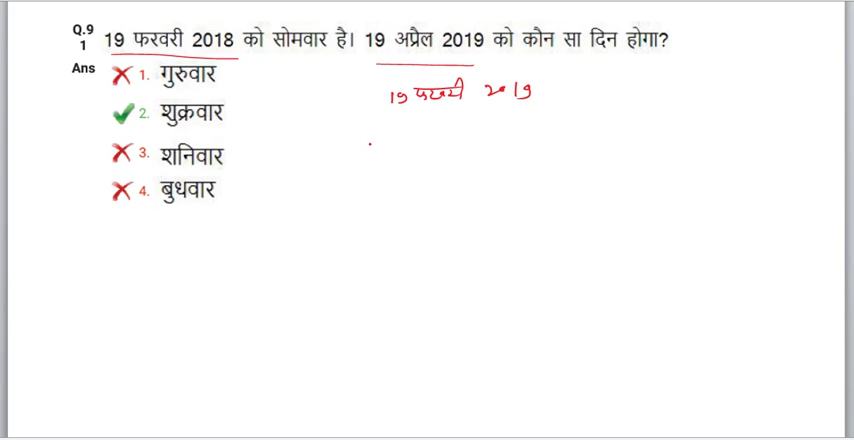 Q.91 19 फरवरी 2018 को सोमवार है। 19 अप्रैल 2019 को कौन सा दिन होगा?
Ans 1. गुरुवार
19 फरवरी 2019
2. शुक्रवार
3. शनिवार
4. बुधवार